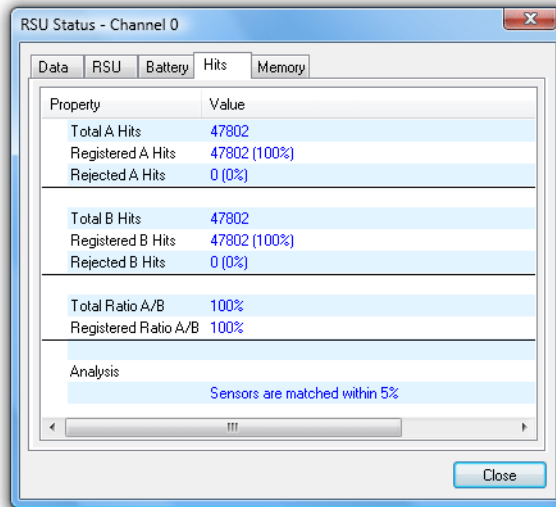 RSU Status - Channel 0
Data RSU Battery Hits Memory
Property Value
Total A Hits 47802
Registered A Hits 47802 (100%)
Rejected A Hits 0 (0%)
Total B Hits 47802
Registered B Hits 47802 (100%)
Rejected B Hits 0 (0%)
Total Ratio A/B 100%
Registered Ratio A/B 100%
Analysis
Sensors are matched within 5%
Close